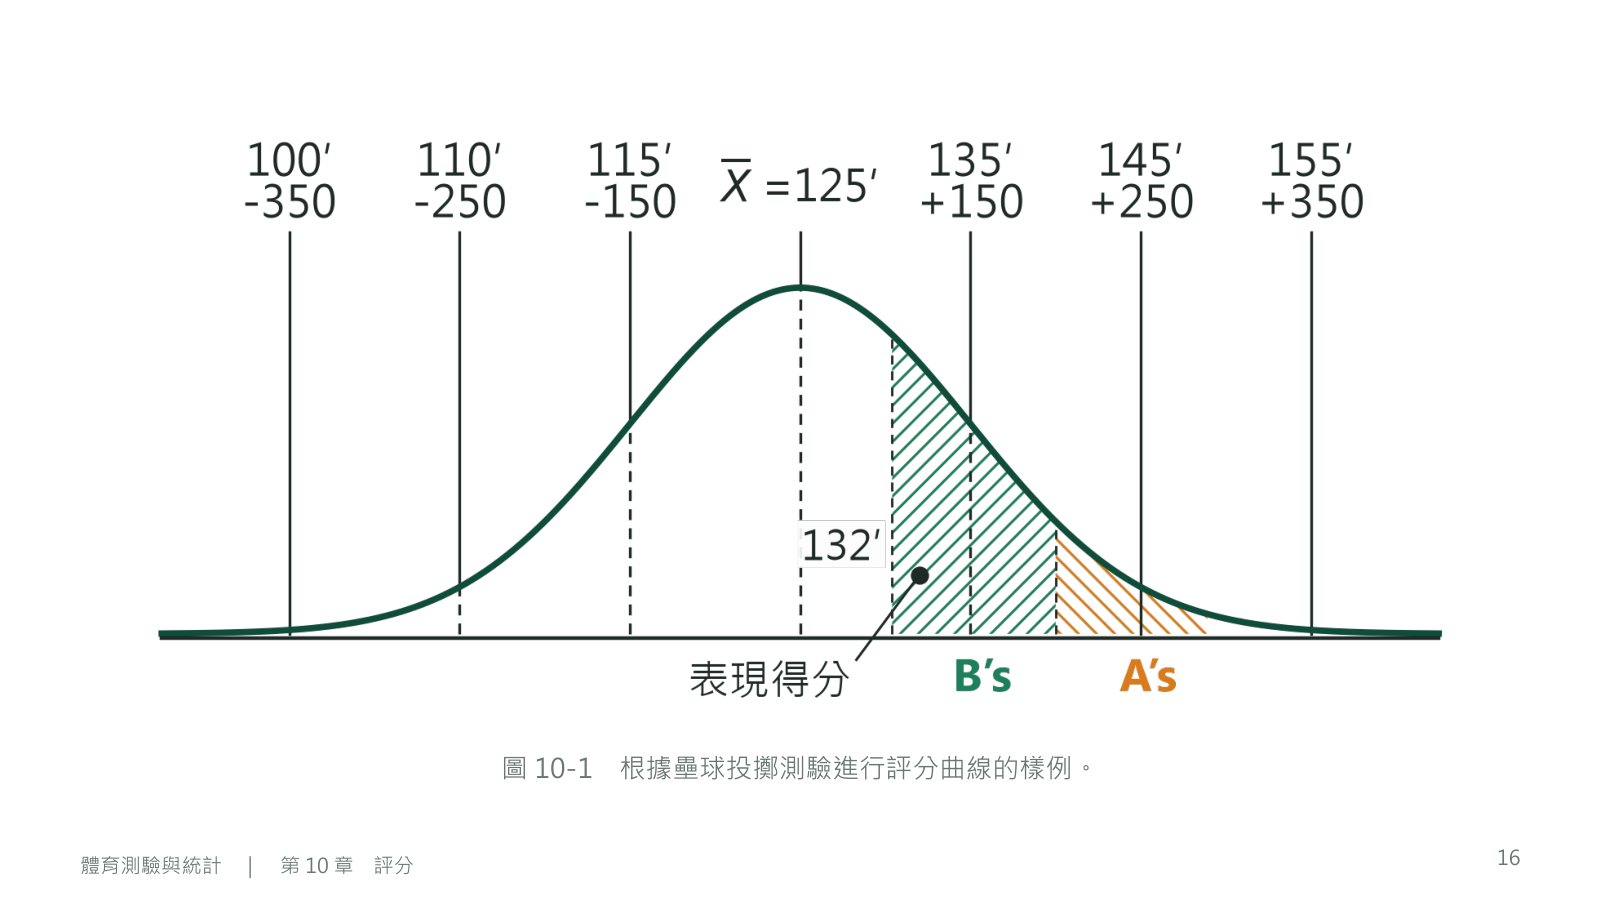 100′
-350
110′
-250
115′
-150
X̄ =125′
135′
+150
145′
+250
155′
+350
132′
表現得分
B’s
A’s
圖 10-1　根據壘球投擲測驗進行評分曲線的樣例。
體育測驗與統計　|　第 10 章　評分
16